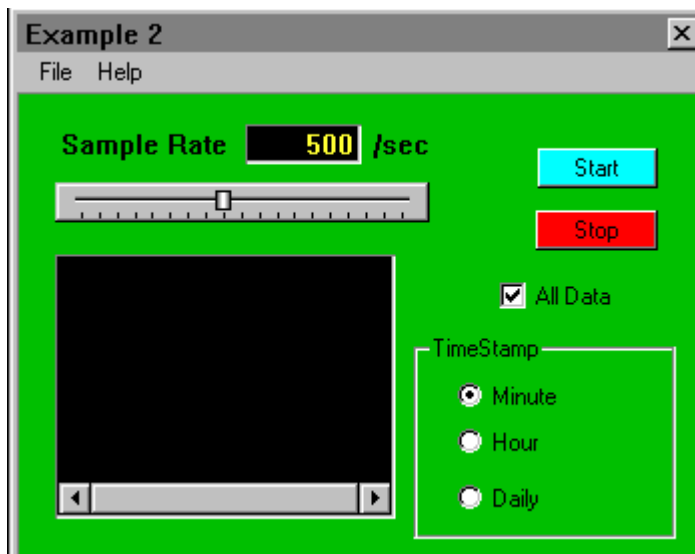 Example 2
File Help
Sample Rate 500 /sec
Start
Stop
All Data
TimeStamp
Minute
Hour
Daily